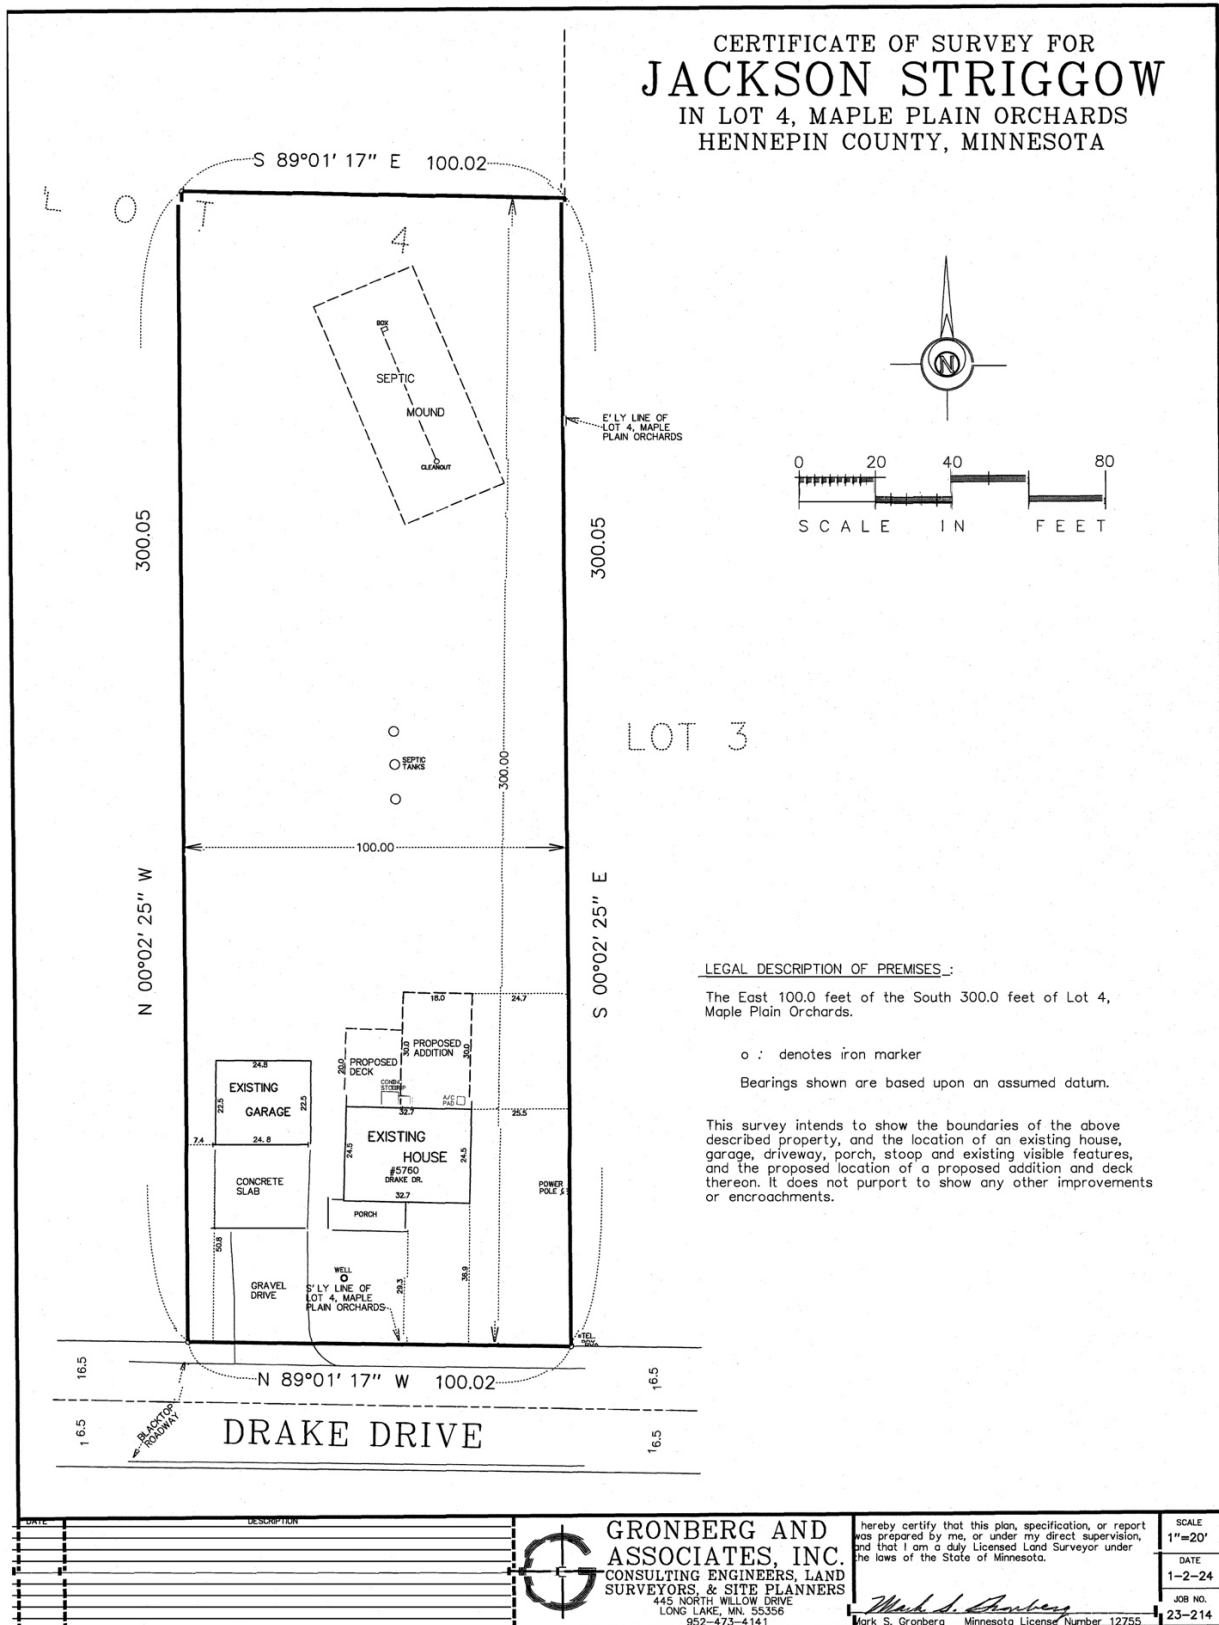 CERTIFICATE OF SURVEY FOR
JACKSON STRIGGOW
IN LOT 4, MAPLE PLAIN ORCHARDS
HENNEPIN COUNTY, MINNESOTA
S 89°01' 17" E 100.02
LOT 4
BOX
SEPTIC
MOUND
CLEANOUT
E'LY LINE OF
LOT 4, MAPLE
PLAIN ORCHARDS
N
0 20 40 80
SCALE IN FEET
300.05
300.05
LOT 3
SEPTIC
TANKS
300.00
100.00
N 00°02' 25" W
S 00°02' 25" E
LEGAL DESCRIPTION OF PREMISES :
The East 100.0 feet of the South 300.0 feet of Lot 4,
Maple Plain Orchards.
o : denotes iron marker
Bearings shown are based upon an assumed datum.
This survey intends to show the boundaries of the above
described property, and the location of an existing house,
garage, driveway, porch, stoop and existing visible features,
and the proposed location of a proposed addition and deck
thereon. It does not purport to show any other improvements
or encroachments.
18.0
24.7
PROPOSED
ADDITION
30.0
30.0
PROPOSED
DECK
20.0
A/C
PAD
32.7
25.5
24.8
EXISTING
GARAGE
22.5
22.5
7.4
24.8
EXISTING
HOUSE
#5760
DRAKE DR.
24.5
24.5
32.7
CONCRETE
SLAB
PORCH
POWER
POLE
50.8
GRAVEL
DRIVE
WELL
S'LY LINE OF
LOT 4, MAPLE
PLAIN ORCHARDS
29.3
36.9
TEL.
N 89°01' 17" W 100.02
16.5
16.5
16.5
16.5
BLACKTOP
ROADWAY
DRAKE DRIVE
DATE
DESCRIPTION
GRONBERG AND
ASSOCIATES, INC.
CONSULTING ENGINEERS, LAND
SURVEYORS, & SITE PLANNERS
445 NORTH WILLOW DRIVE
LONG LAKE, MN. 55356
952-473-4141
hereby certify that this plan, specification, or report
was prepared by me, or under my direct supervision,
and that I am a duly Licensed Land Surveyor under
the laws of the State of Minnesota.
Mark S. Gronberg
Mark S. Gronberg Minnesota License Number 12755
SCALE
1"=20'
DATE
1-2-24
JOB NO.
23-214